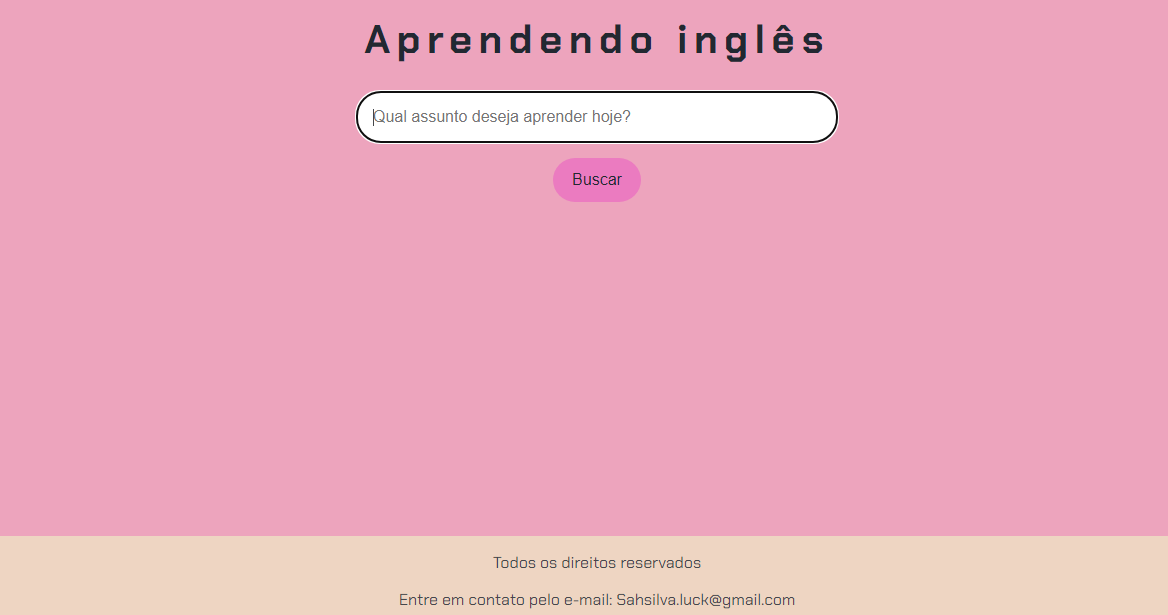 Aprendendo inglês
Qual assunto deseja aprender hoje?
Buscar
Todos os direitos reservados
Entre em contato pelo e-mail: Sahsilva.luck@gmail.com